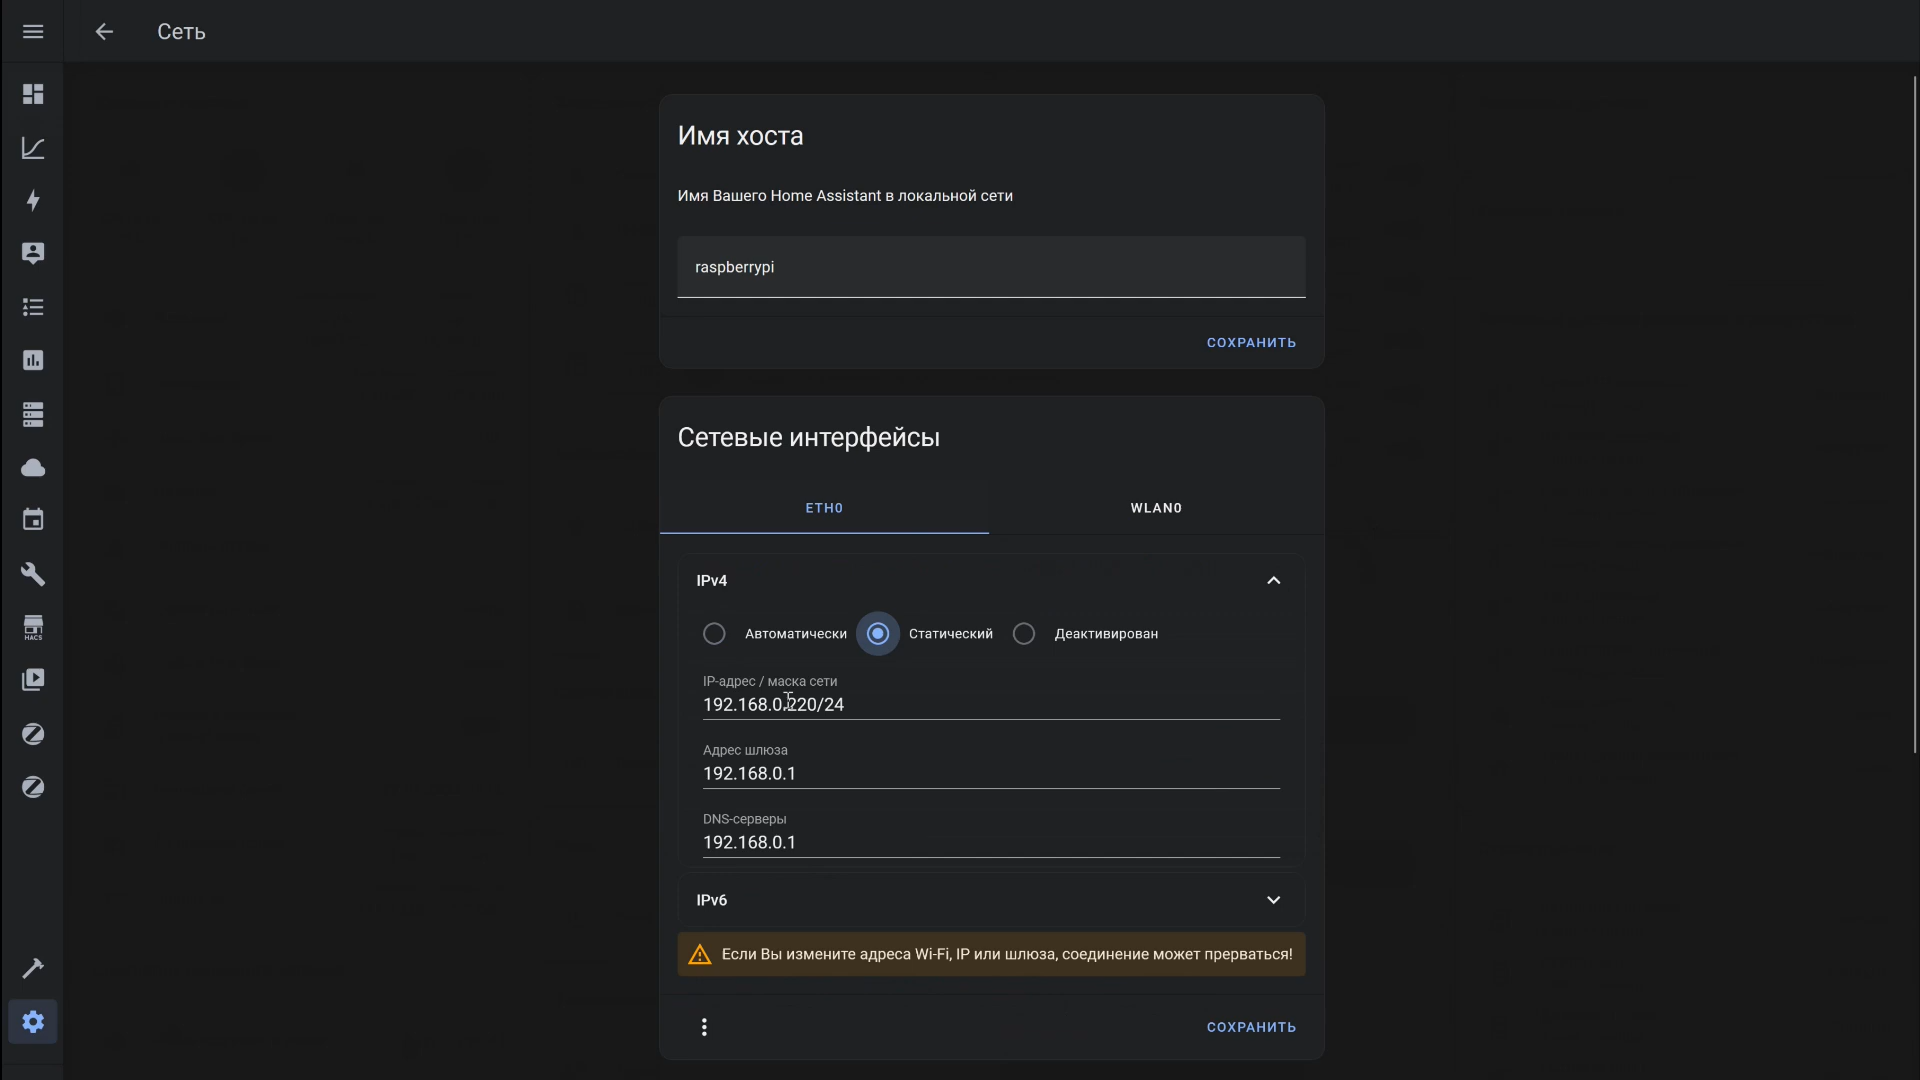 Сеть
Имя хоста
Имя Вашего Home Assistant в локальной сети
raspberrypi
СОХРАНИТЬ
Сетевые интерфейсы
ETH0
WLAN0
IPv4
Автоматически
Статический
Деактивирован
IP-адрес / маска сети
192.168.0.220/24
Адрес шлюза
192.168.0.1
DNS-серверы
192.168.0.1
IPv6
Если Вы измените адреса Wi-Fi, IP или шлюза, соединение может прерваться!
СОХРАНИТЬ
HACS